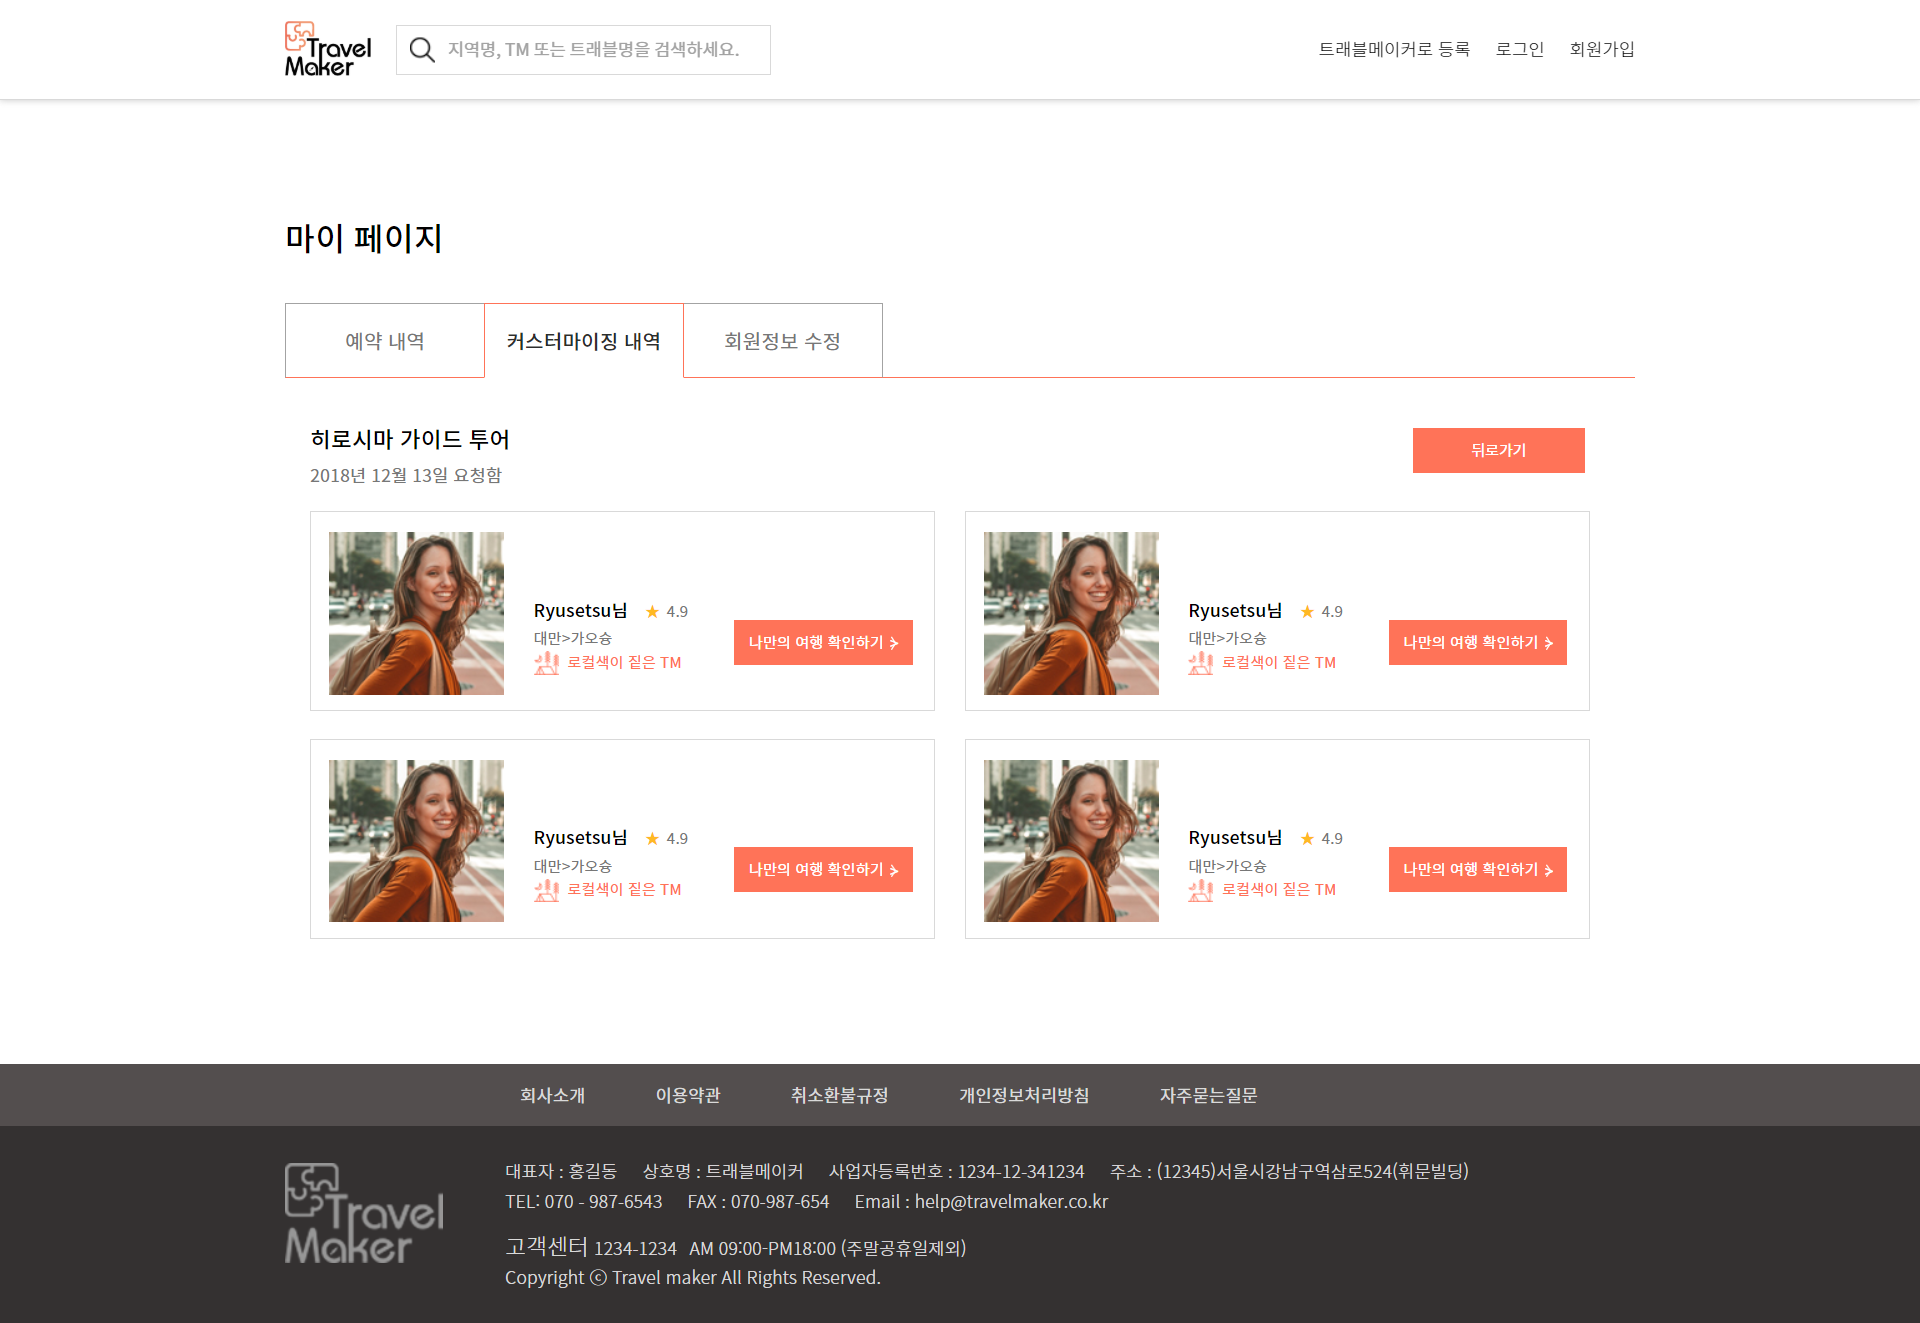 Travel
Maker
지역명, TM 또는 트래블명을 검색하세요.
트래블메이커로 등록 로그인 회원가입
마이 페이지
예약 내역 커스터마이징 내역 회원정보 수정
히로시마 가이드 투어
뒤로가기
2018년 12월 13일 요청함
Ryusetsu님 ★ 4.9
대만>가오슝
로컬색이 짙은 TM
나만의 여행 확인하기
Ryusetsu님 ★ 4.9
대만>가오슝
로컬색이 짙은 TM
나만의 여행 확인하기
Ryusetsu님 ★ 4.9
대만>가오슝
로컬색이 짙은 TM
나만의 여행 확인하기
Ryusetsu님 ★ 4.9
대만>가오슝
로컬색이 짙은 TM
나만의 여행 확인하기
회사소개 이용약관 취소환불규정 개인정보처리방침 자주묻는질문
Travel
Maker
대표자 : 홍길동 상호명 : 트래블메이커 사업자등록번호 : 1234-12-341234 주소 : (12345)서울시강남구역삼로524(휘문빌딩)
TEL: 070 - 987-6543 FAX : 070-987-654 Email : help@travelmaker.co.kr
고객센터 1234-1234 AM 09:00-PM18:00 (주말공휴일제외)
Copyright ⓒ Travel maker All Rights Reserved.